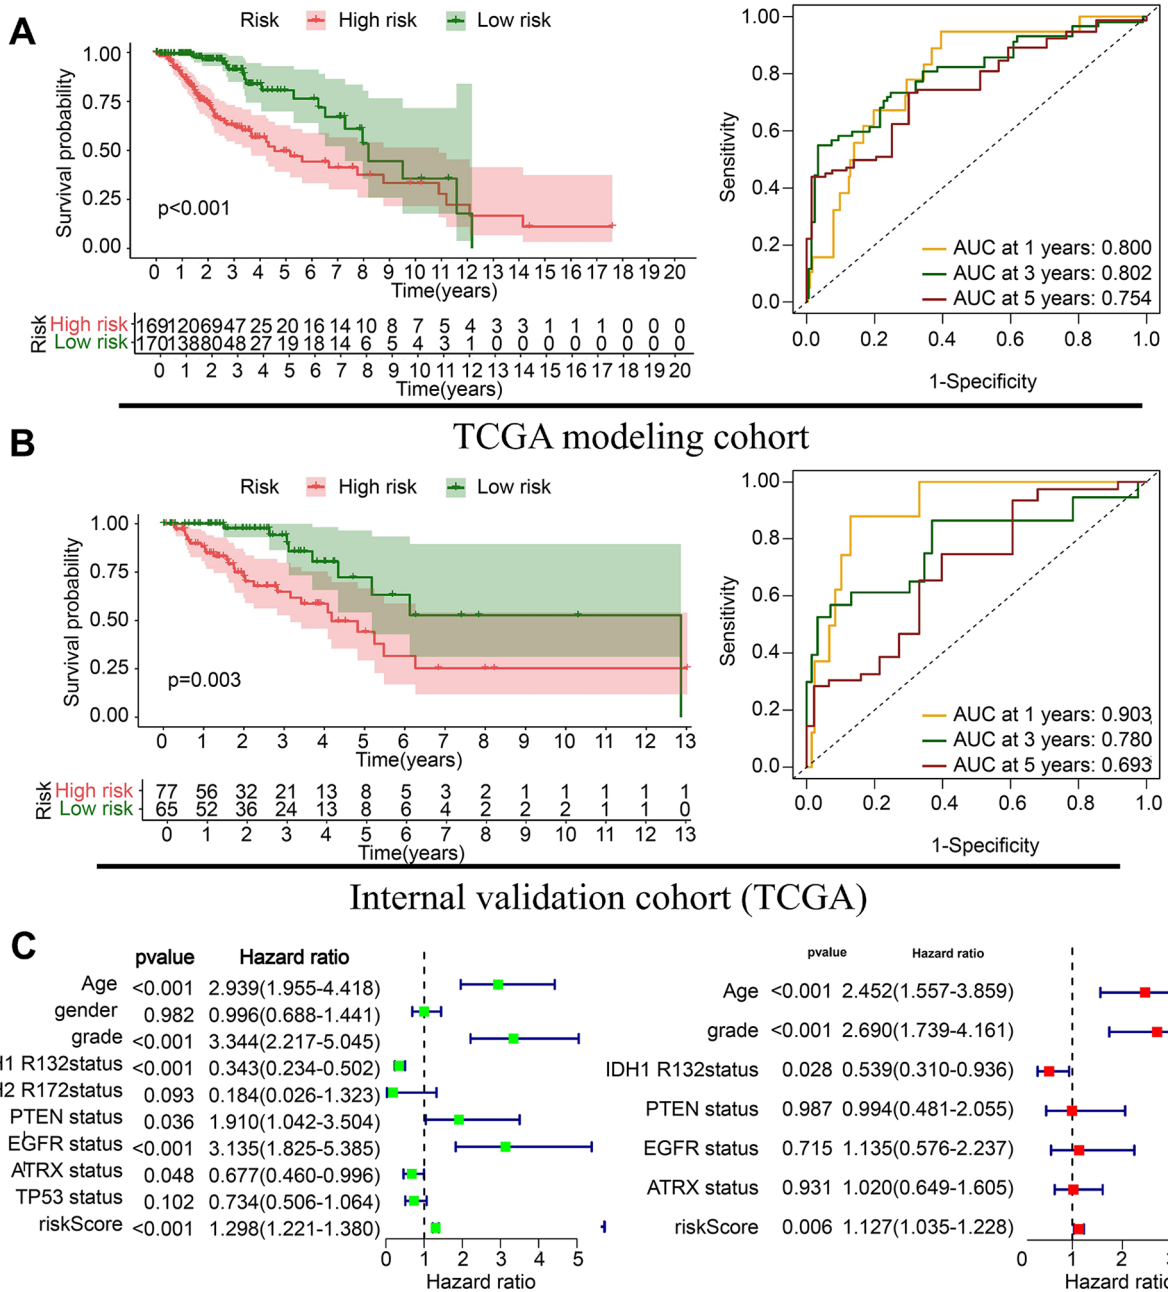 A
Risk High risk Low risk
1.00
0.75
0.50
0.25
0.00
Survival probability
p<0.001
0 1 2 3 4 5 6 7 8 9 10 11 12 13 14 15 16 17 18 19 20
Time(years)
Risk
High risk 169 120 69 47 25 20 16 14 10 8 7 5 4 3 3 1 1 1 0 0 0
Low risk 170 138 80 48 27 19 18 14 6 5 4 3 1 0 0 0 0 0 0 0 0
0 1 2 3 4 5 6 7 8 9 10 11 12 13 14 15 16 17 18 19 20
Time(years)
1.00
0.8
0.6
0.4
0.2
0.0
Sensitivity
AUC at 1 years: 0.800
AUC at 3 years: 0.802
AUC at 5 years: 0.754
0.0 0.2 0.4 0.6 0.8 1.0
1-Specificity
TCGA modeling cohort
B
Risk High risk Low risk
1.00
0.75
0.50
0.25
0.00
Survival probability
p=0.003
0 1 2 3 4 5 6 7 8 9 10 11 12 13
Time(years)
Risk
High risk 77 56 32 21 13 8 5 3 2 1 1 1 1 1
Low risk 65 52 36 24 13 8 6 4 2 2 2 1 1 0
0 1 2 3 4 5 6 7 8 9 10 11 12 13
Time(years)
1.00
0.8
0.6
0.4
0.2
0.0
Sensitivity
AUC at 1 years: 0.903
AUC at 3 years: 0.780
AUC at 5 years: 0.693
0.0 0.2 0.4 0.6 0.8 1.0
1-Specificity
Internal validation cohort (TCGA)
C
pvalue Hazard ratio
Age <0.001 2.939(1.955-4.418)
gender 0.982 0.996(0.688-1.441)
grade <0.001 3.344(2.217-5.045)
H1 R132status <0.001 0.343(0.234-0.502)
H2 R172status 0.093 0.184(0.026-1.323)
PTEN status 0.036 1.910(1.042-3.504)
EGFR status <0.001 3.135(1.825-5.385)
ATRX status 0.048 0.677(0.460-0.996)
TP53 status 0.102 0.734(0.506-1.064)
riskScore <0.001 1.298(1.221-1.380)
0 1 2 3 4 5
Hazard ratio
pvalue Hazard ratio
Age <0.001 2.452(1.557-3.859)
grade <0.001 2.690(1.739-4.161)
IDH1 R132status 0.028 0.539(0.310-0.936)
PTEN status 0.987 0.994(0.481-2.055)
EGFR status 0.715 1.135(0.576-2.237)
ATRX status 0.931 1.020(0.649-1.605)
riskScore 0.006 1.127(1.035-1.228)
0 1 2 3
Hazard ratio